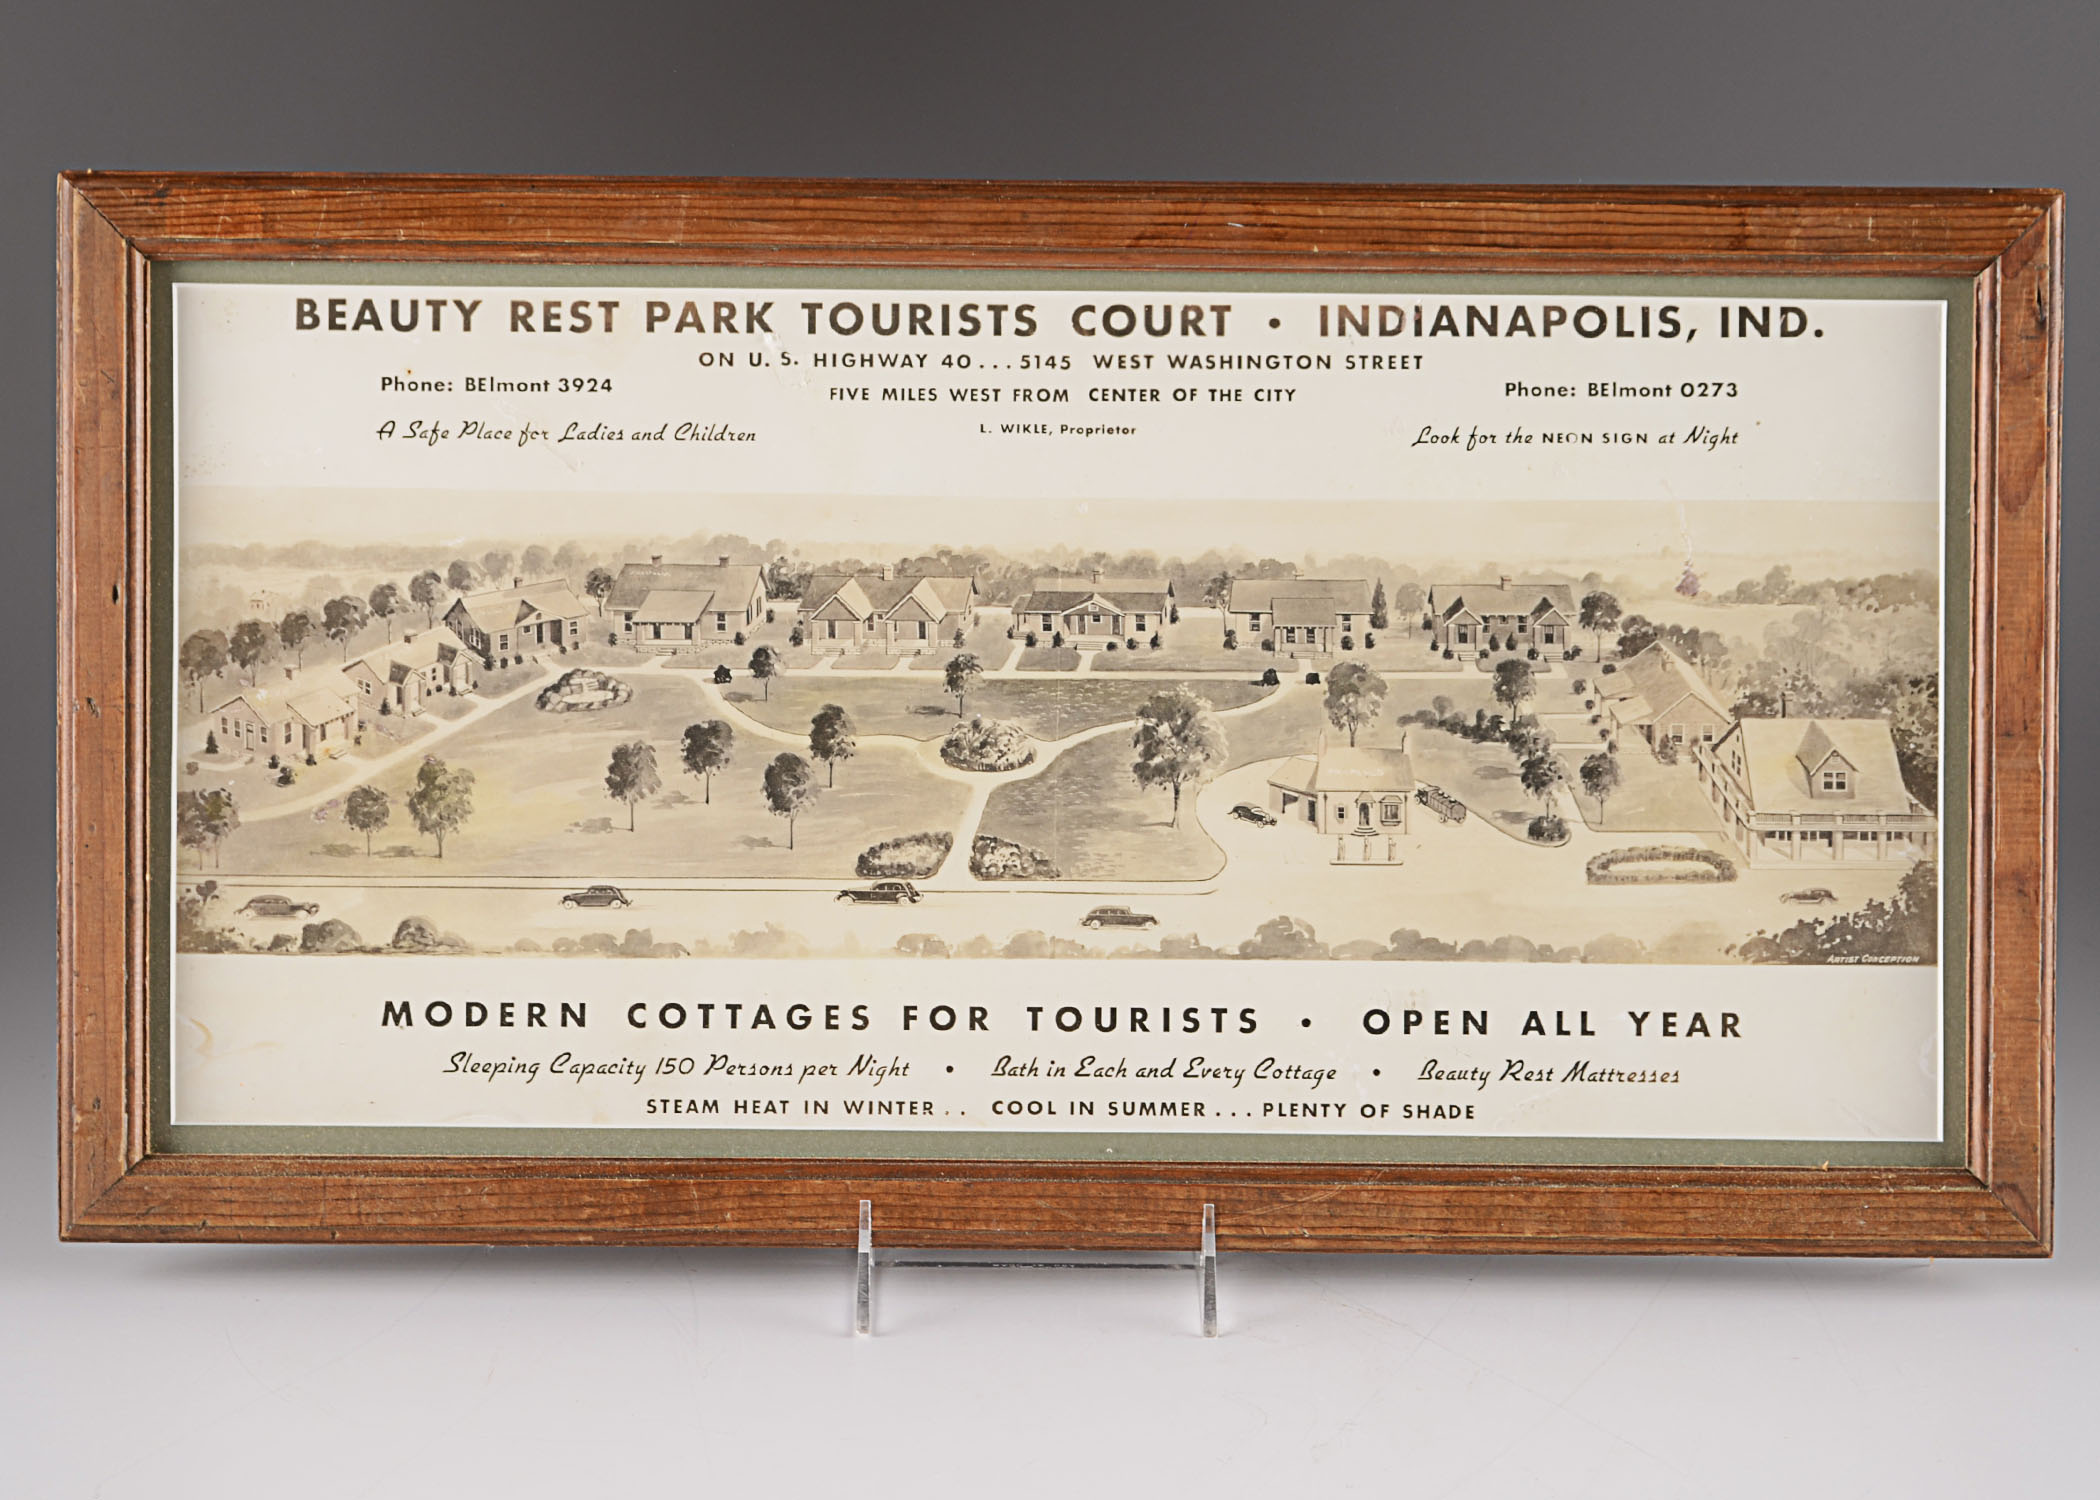 BEAUTY REST PARK TOURISTS COURT • INDIANAPOLIS, IND.
ON U. S. HIGHWAY 40 . . . 5145 WEST WASHINGTON STREET
Phone: BElmont 3924
FIVE MILES WEST FROM CENTER OF THE CITY
Phone: BElmont 0273
A Safe Place for Ladies and Children
L. WIKLE, Proprietor
Look for the NEON SIGN at Night
ARTIST CONCEPTION
MODERN COTTAGES FOR TOURISTS • OPEN ALL YEAR
Sleeping Capacity 150 Persons per Night • Bath in Each and Every Cottage • Beauty Rest Mattresses
STEAM HEAT IN WINTER . . COOL IN SUMMER . . . PLENTY OF SHADE